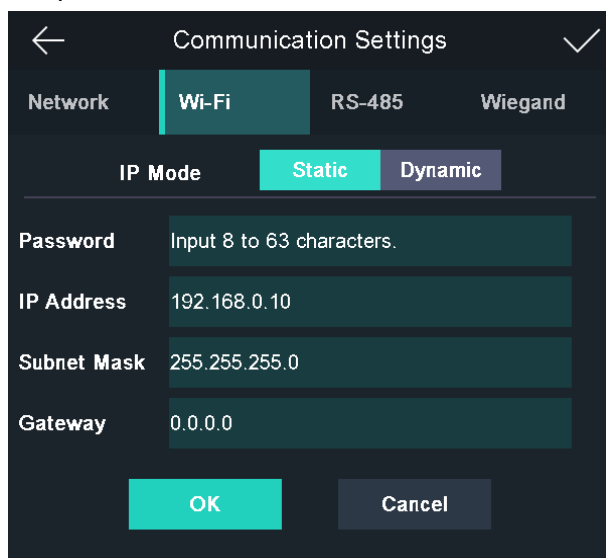 Communication Settings
Network Wi-Fi RS-485 Wiegand
IP Mode Static Dynamic
Password Input 8 to 63 characters.
IP Address 192.168.0.10
Subnet Mask 255.255.255.0
Gateway 0.0.0.0
OK Cancel